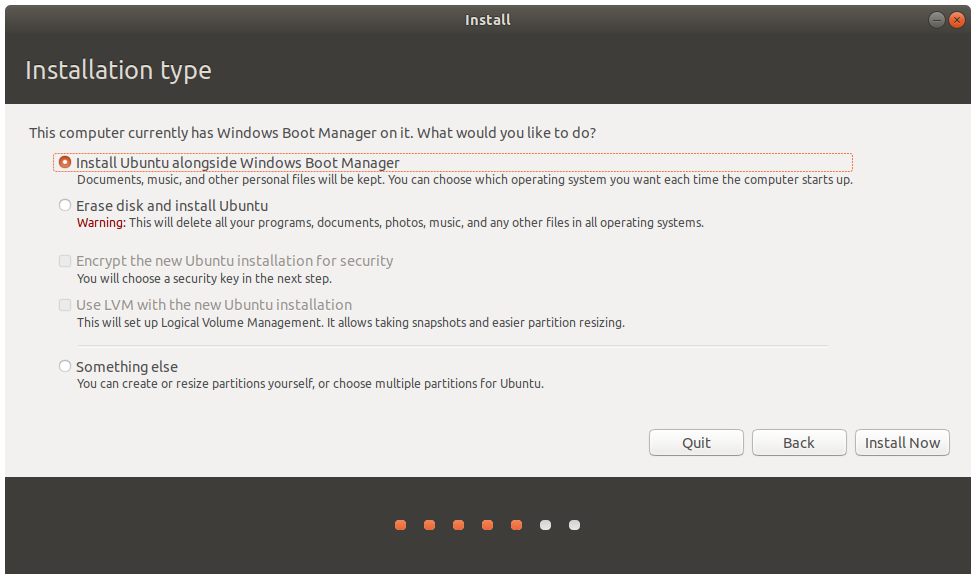 Install
Installation type
This computer currently has Windows Boot Manager on it. What would you like to do?
Install Ubuntu alongside Windows Boot Manager
Documents, music, and other personal files will be kept. You can choose which operating system you want each time the computer starts up.
Erase disk and install Ubuntu
Warning: This will delete all your programs, documents, photos, music, and any other files in all operating systems.
Encrypt the new Ubuntu installation for security
You will choose a security key in the next step.
Use LVM with the new Ubuntu installation
This will set up Logical Volume Management. It allows taking snapshots and easier partition resizing.
Something else
You can create or resize partitions yourself, or choose multiple partitions for Ubuntu.
Quit
Back
Install Now